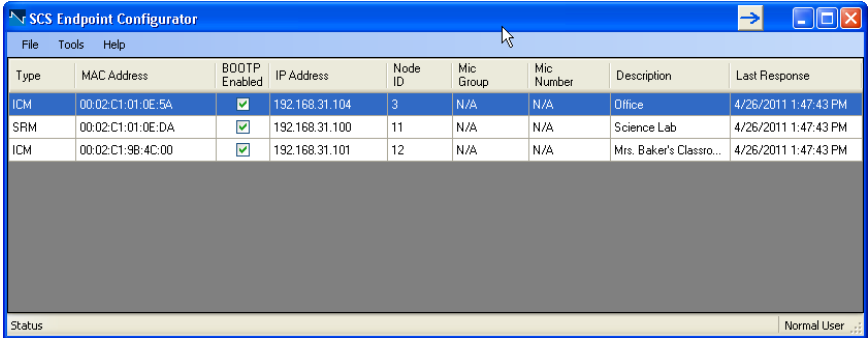 SCS Endpoint Configurator
File Tools Help
Type MAC Address BOOTP Enabled IP Address Node ID Mic Group Mic Number Description Last Response
ICM 00:02:C1:01:0E:5A 192.168.31.104 3 N/A N/A Office 4/26/2011 1:47:43 PM
SRM 00:02:C1:01:0E:DA 192.168.31.100 11 N/A N/A Science Lab 4/26/2011 1:47:43 PM
ICM 00:02:C1:9B:4C:00 192.168.31.101 12 N/A N/A Mrs. Baker's Classro... 4/26/2011 1:47:43 PM
Status Normal User